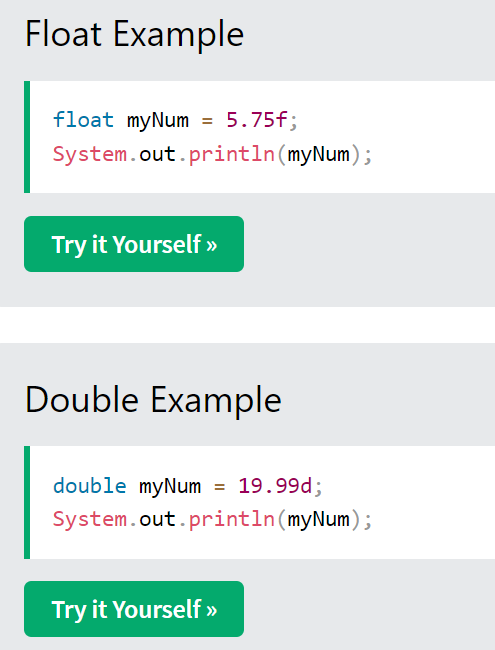 Float Example
float myNum = 5.75f;
System.out.println(myNum);
Try it Yourself »
Double Example
double myNum = 19.99d;
System.out.println(myNum);
Try it Yourself »